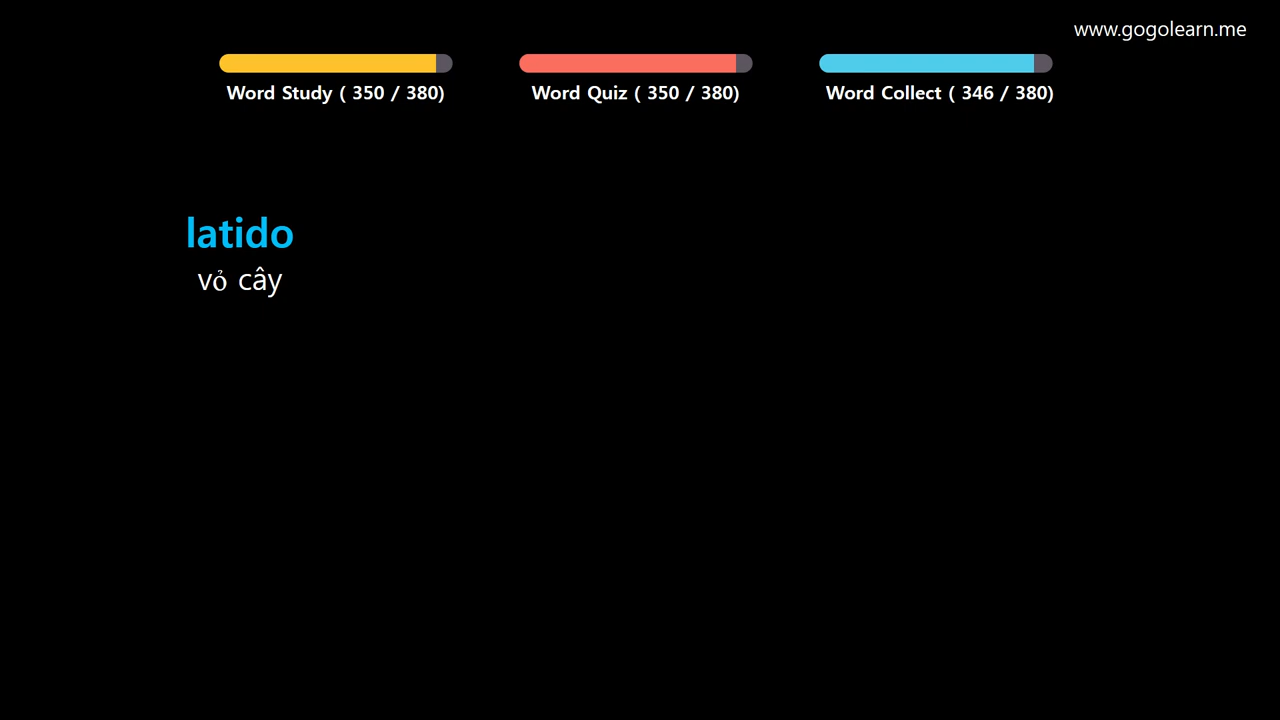 www.gogolearn.me
Word Study ( 350 / 380)
Word Quiz ( 350 / 380)
Word Collect ( 346 / 380)
latido
vỏ cây